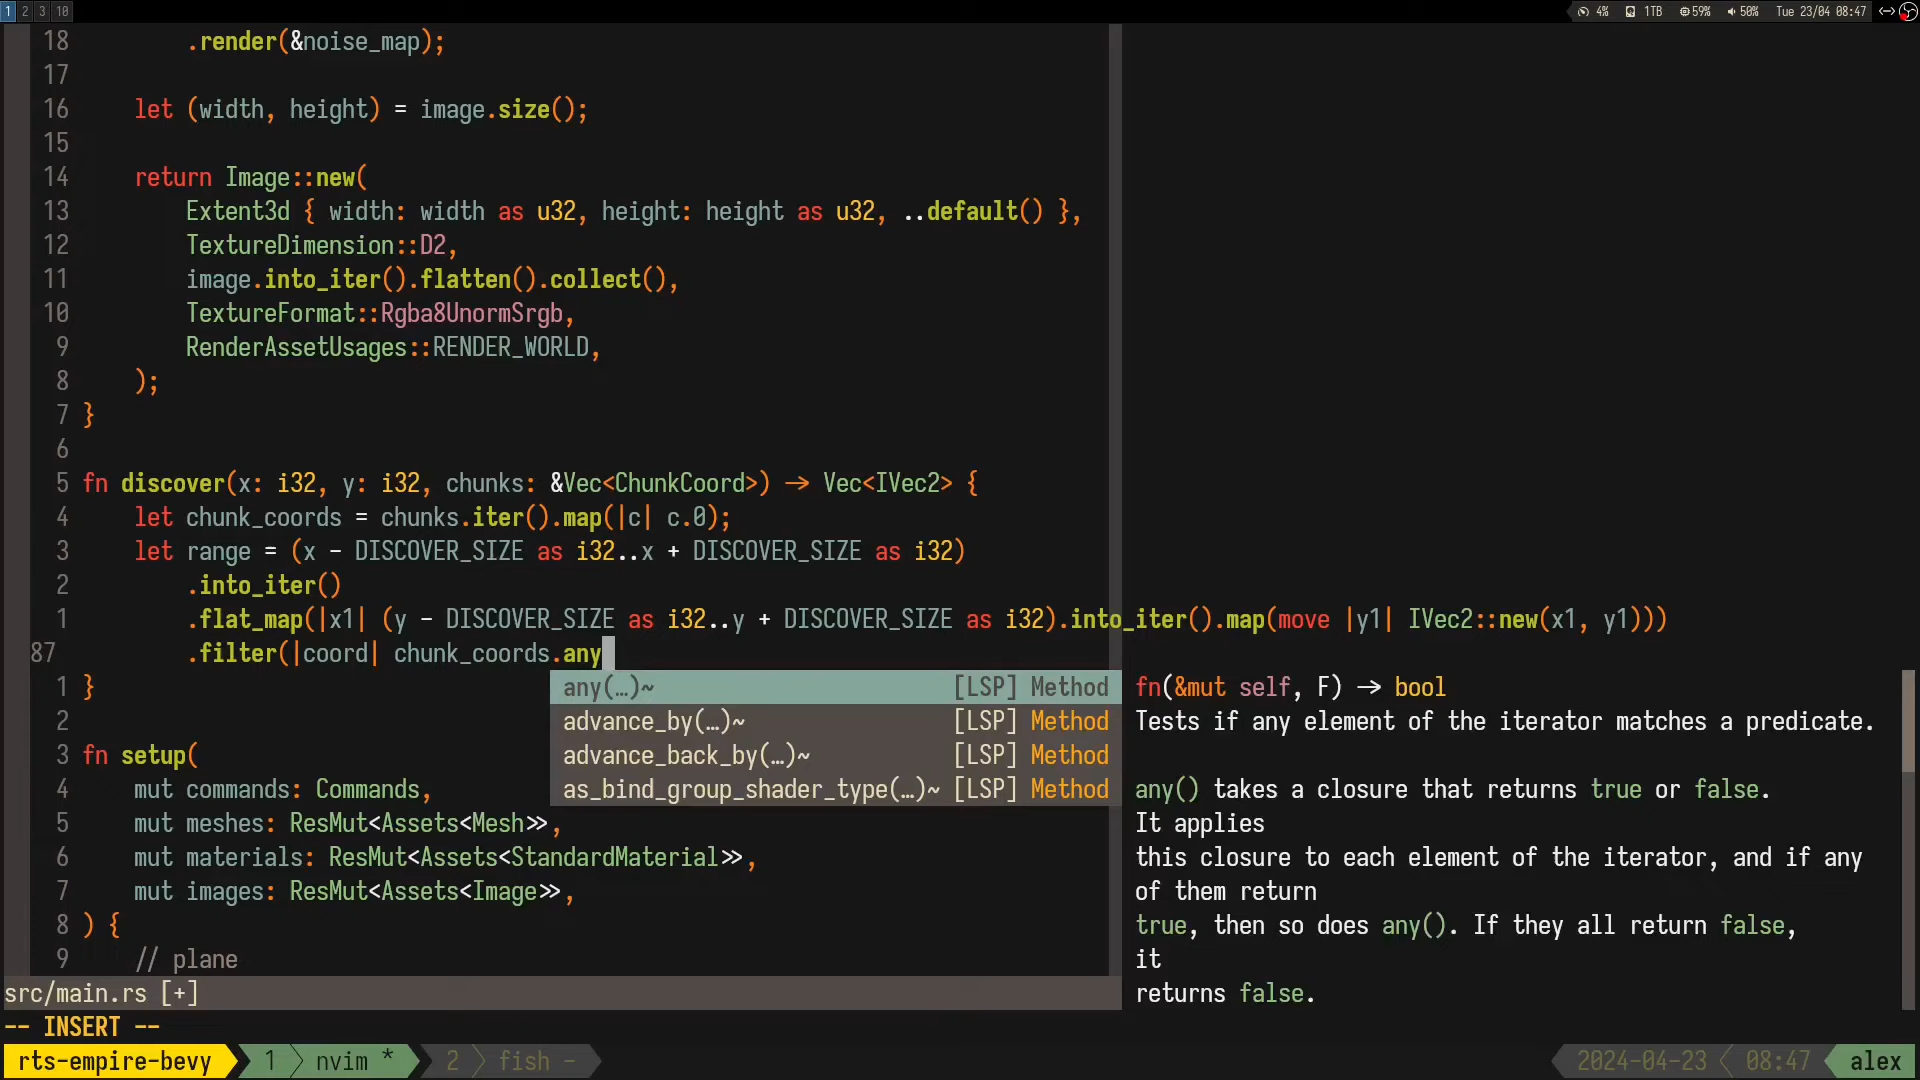 1 2 3 10 4% 1TB 59% 50% Tue 23/04 08:47
18 .render(&noise_map);
17
16 let (width, height) = image.size();
15
14 return Image::new(
13 Extent3d { width: width as u32, height: height as u32, ..default() },
12 TextureDimension::D2,
11 image.into_iter().flatten().collect(),
10 TextureFormat::Rgba8UnormSrgb,
9 RenderAssetUsages::RENDER_WORLD,
8 );
7 }
6
5 fn discover(x: i32, y: i32, chunks: &Vec<ChunkCoord>) -> Vec<IVec2> {
4 let chunk_coords = chunks.iter().map(|c| c.0);
3 let range = (x - DISCOVER_SIZE as i32..x + DISCOVER_SIZE as i32)
2 .into_iter()
1 .flat_map(|x1| (y - DISCOVER_SIZE as i32..y + DISCOVER_SIZE as i32).into_iter().map(move |y1| IVec2::new(x1, y1)))
87 .filter(|coord| chunk_coords.any
1 }
2
3 fn setup(
4 mut commands: Commands,
5 mut meshes: ResMut<Assets<Mesh>>,
6 mut materials: ResMut<Assets<StandardMaterial>>,
7 mut images: ResMut<Assets<Image>>,
8 ) {
9 // plane
any(…)~ [LSP] Method
advance_by(…)~ [LSP] Method
advance_back_by(…)~ [LSP] Method
as_bind_group_shader_type(…)~ [LSP] Method
fn(&mut self, F) -> bool
Tests if any element of the iterator matches a predicate.
any() takes a closure that returns true or false.
It applies
this closure to each element of the iterator, and if any
of them return
true, then so does any(). If they all return false,
it
returns false.
src/main.rs [+]
-- INSERT --
rts-empire-bevy 1 nvim * 2 fish - 2024-04-23 08:47 alex